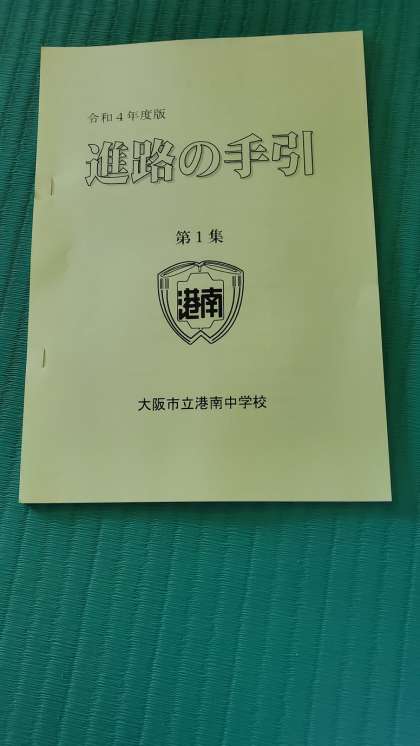 令和４年度版
進路の手引
第１集
港南
大阪市立港南中学校